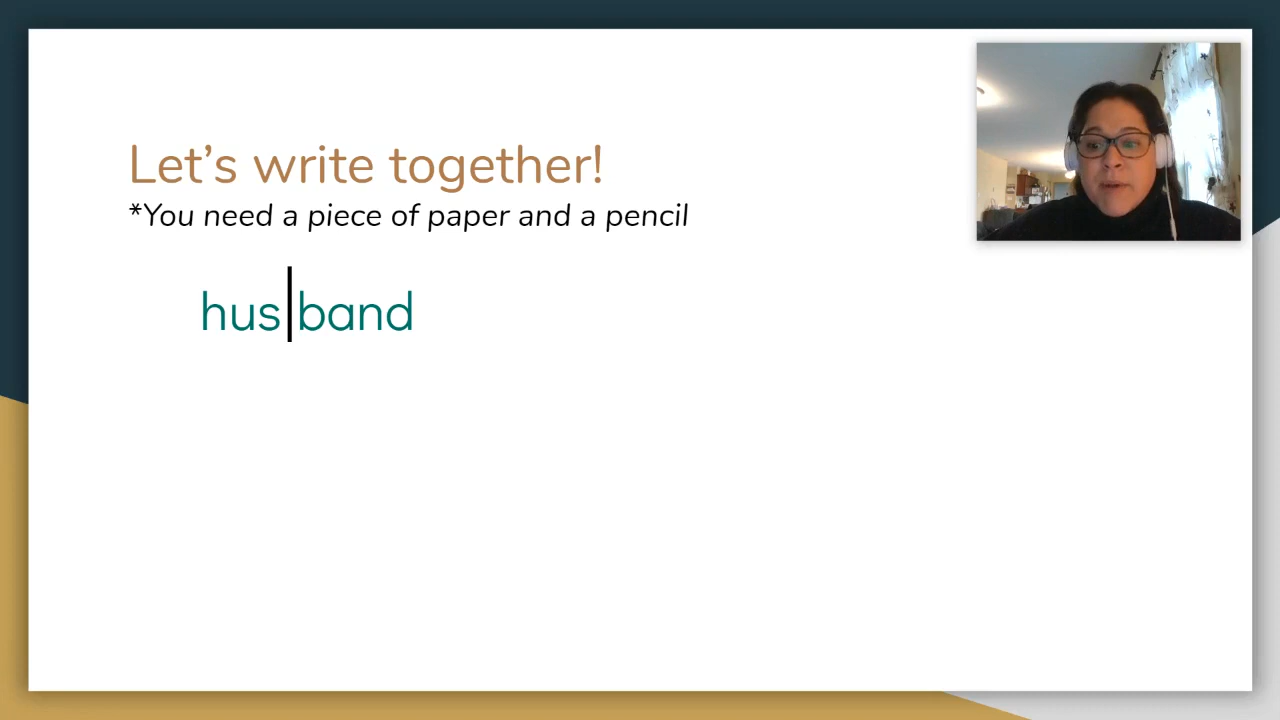 Let's write together!
*You need a piece of paper and a pencil
hus|band